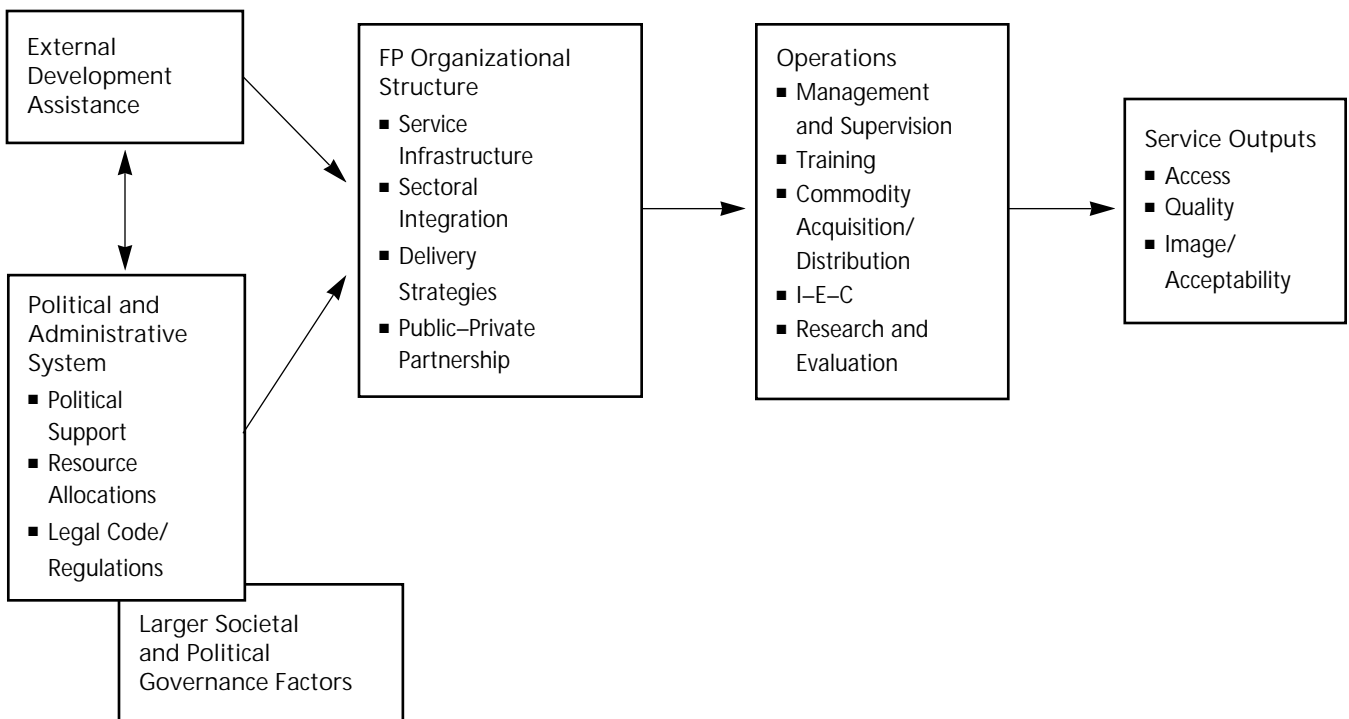 External
Development
Assistance
Political and
Administrative
System
■ Political
Support
■ Resource
Allocations
■ Legal Code/
Regulations
Larger Societal
and Political
Governance Factors
FP Organizational
Structure
■ Service
Infrastructure
■ Sectoral
Integration
■ Delivery
Strategies
■ Public–Private
Partnership
Operations
■ Management
and Supervision
■ Training
■ Commodity
Acquisition/
Distribution
■ I–E–C
■ Research and
Evaluation
Service Outputs
■ Access
■ Quality
■ Image/
Acceptability